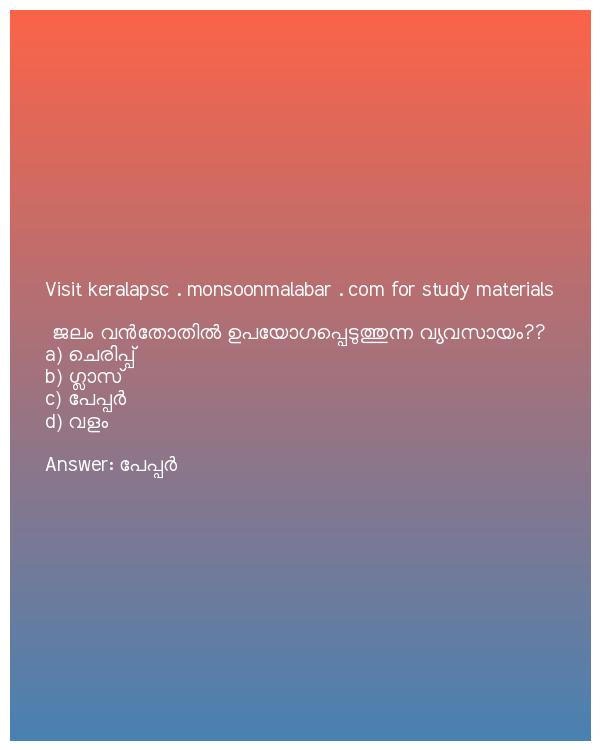 Visit keralapsc . monsoonmalabar . com for study materials
ജലം വൻതോതിൽ ഉപയോഗപ്പെടുത്തുന്ന വ്യവസായം??
a) ചെരിപ്പ്
b) ഗ്ലാസ്
c) പേപ്പർ
d) വളം
Answer: പേപ്പർ